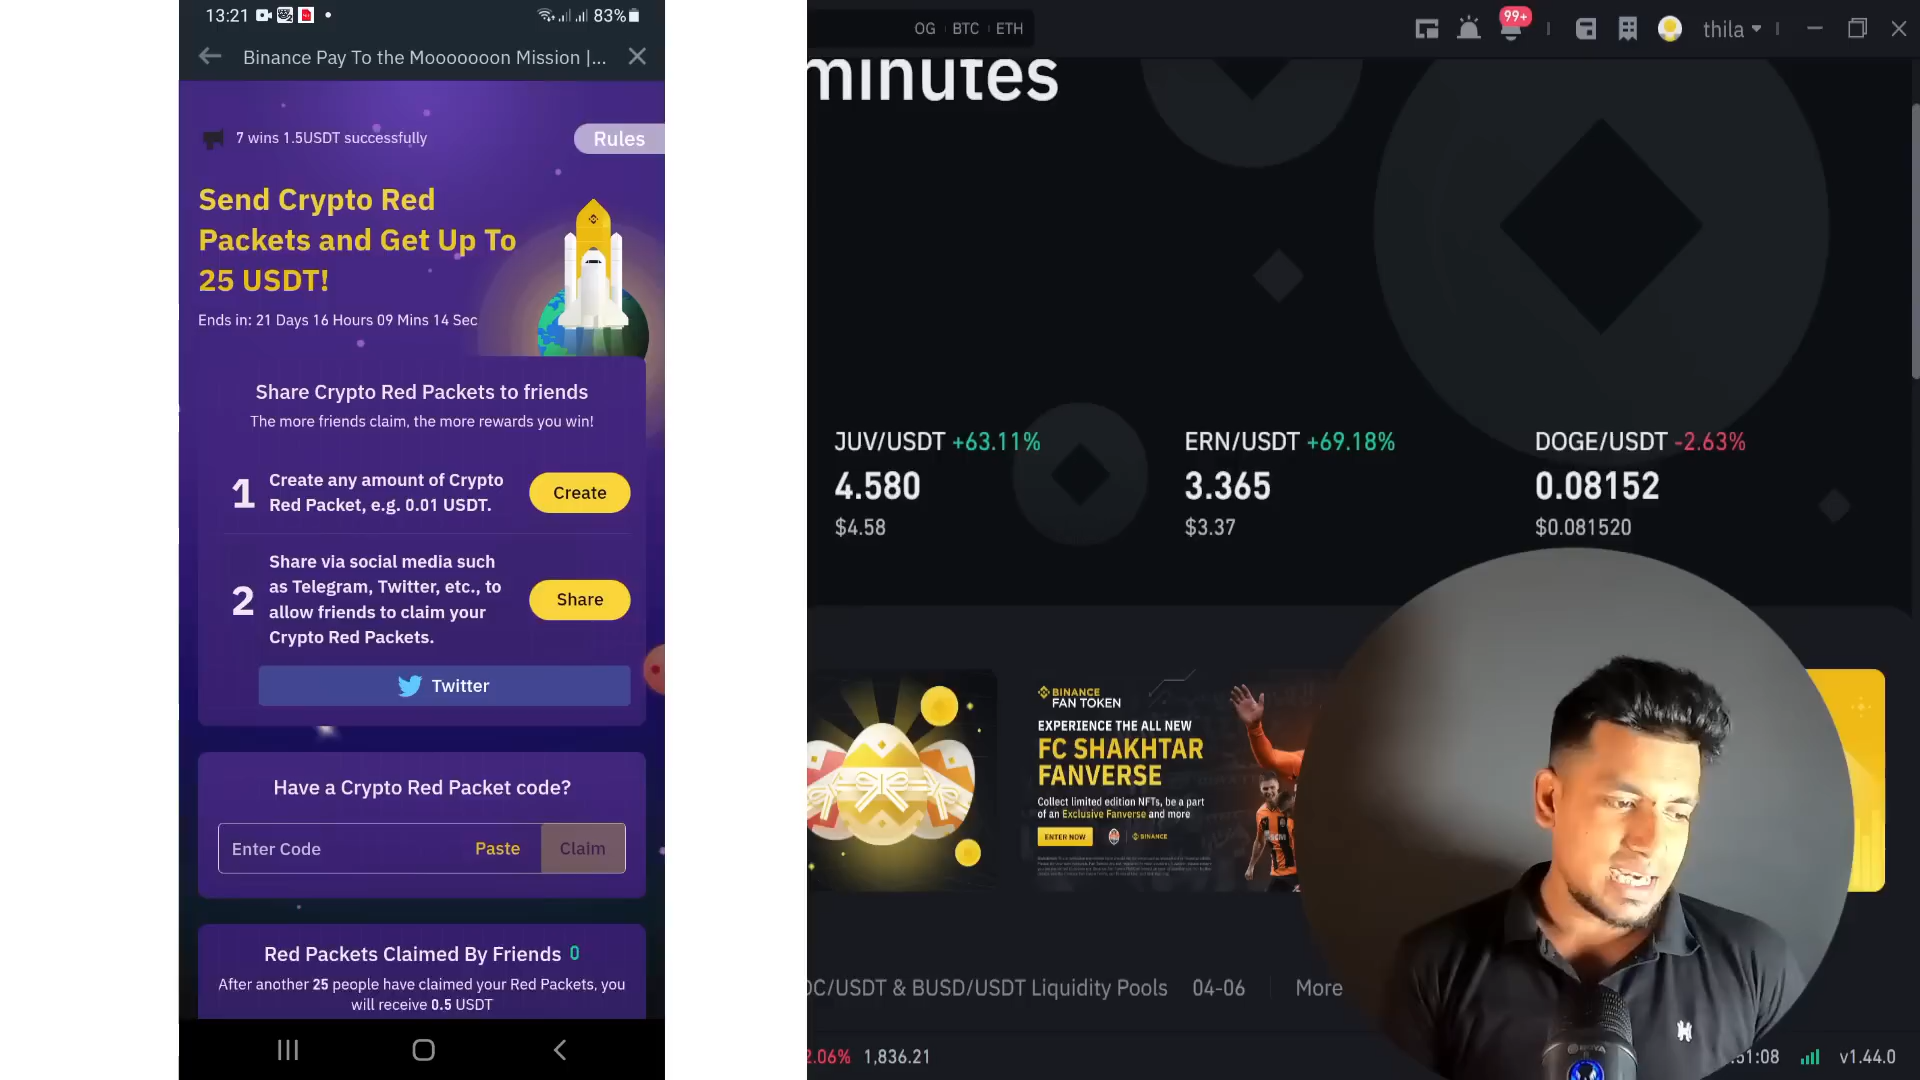 13:21
83%
Binance Pay To the Mooooooon Mission |...
7 wins 1.5USDT successfully
Rules
Send Crypto Red
Packets and Get Up To
25 USDT!
Ends in: 21 Days 16 Hours 09 Mins 14 Sec
Share Crypto Red Packets to friends
The more friends claim, the more rewards you win!
1
Create any amount of Crypto
Red Packet, e.g. 0.01 USDT.
Create
2
Share via social media such
as Telegram, Twitter, etc., to
allow friends to claim your
Crypto Red Packets.
Share
Twitter
Have a Crypto Red Packet code?
Enter Code
Paste
Claim
Red Packets Claimed By Friends 0
After another 25 people have claimed your Red Packets, you
will receive 0.5 USDT
OG BTC ETH
99+
thila
minutes
JUV/USDT +63.11%
4.580
$4.58
ERN/USDT +69.18%
3.365
$3.37
DOGE/USDT -2.63%
0.08152
$0.081520
BINANCE
FAN TOKEN
EXPERIENCE THE ALL NEW
FC SHAKHTAR
FANVERSE
Collect limited edition NFTs, be a part
of an Exclusive Fanverse and more
ENTER NOW
BINANCE
C/USDT & BUSD/USDT Liquidity Pools 04-06
More
2.06% 1,836.21
51:08
v1.44.0